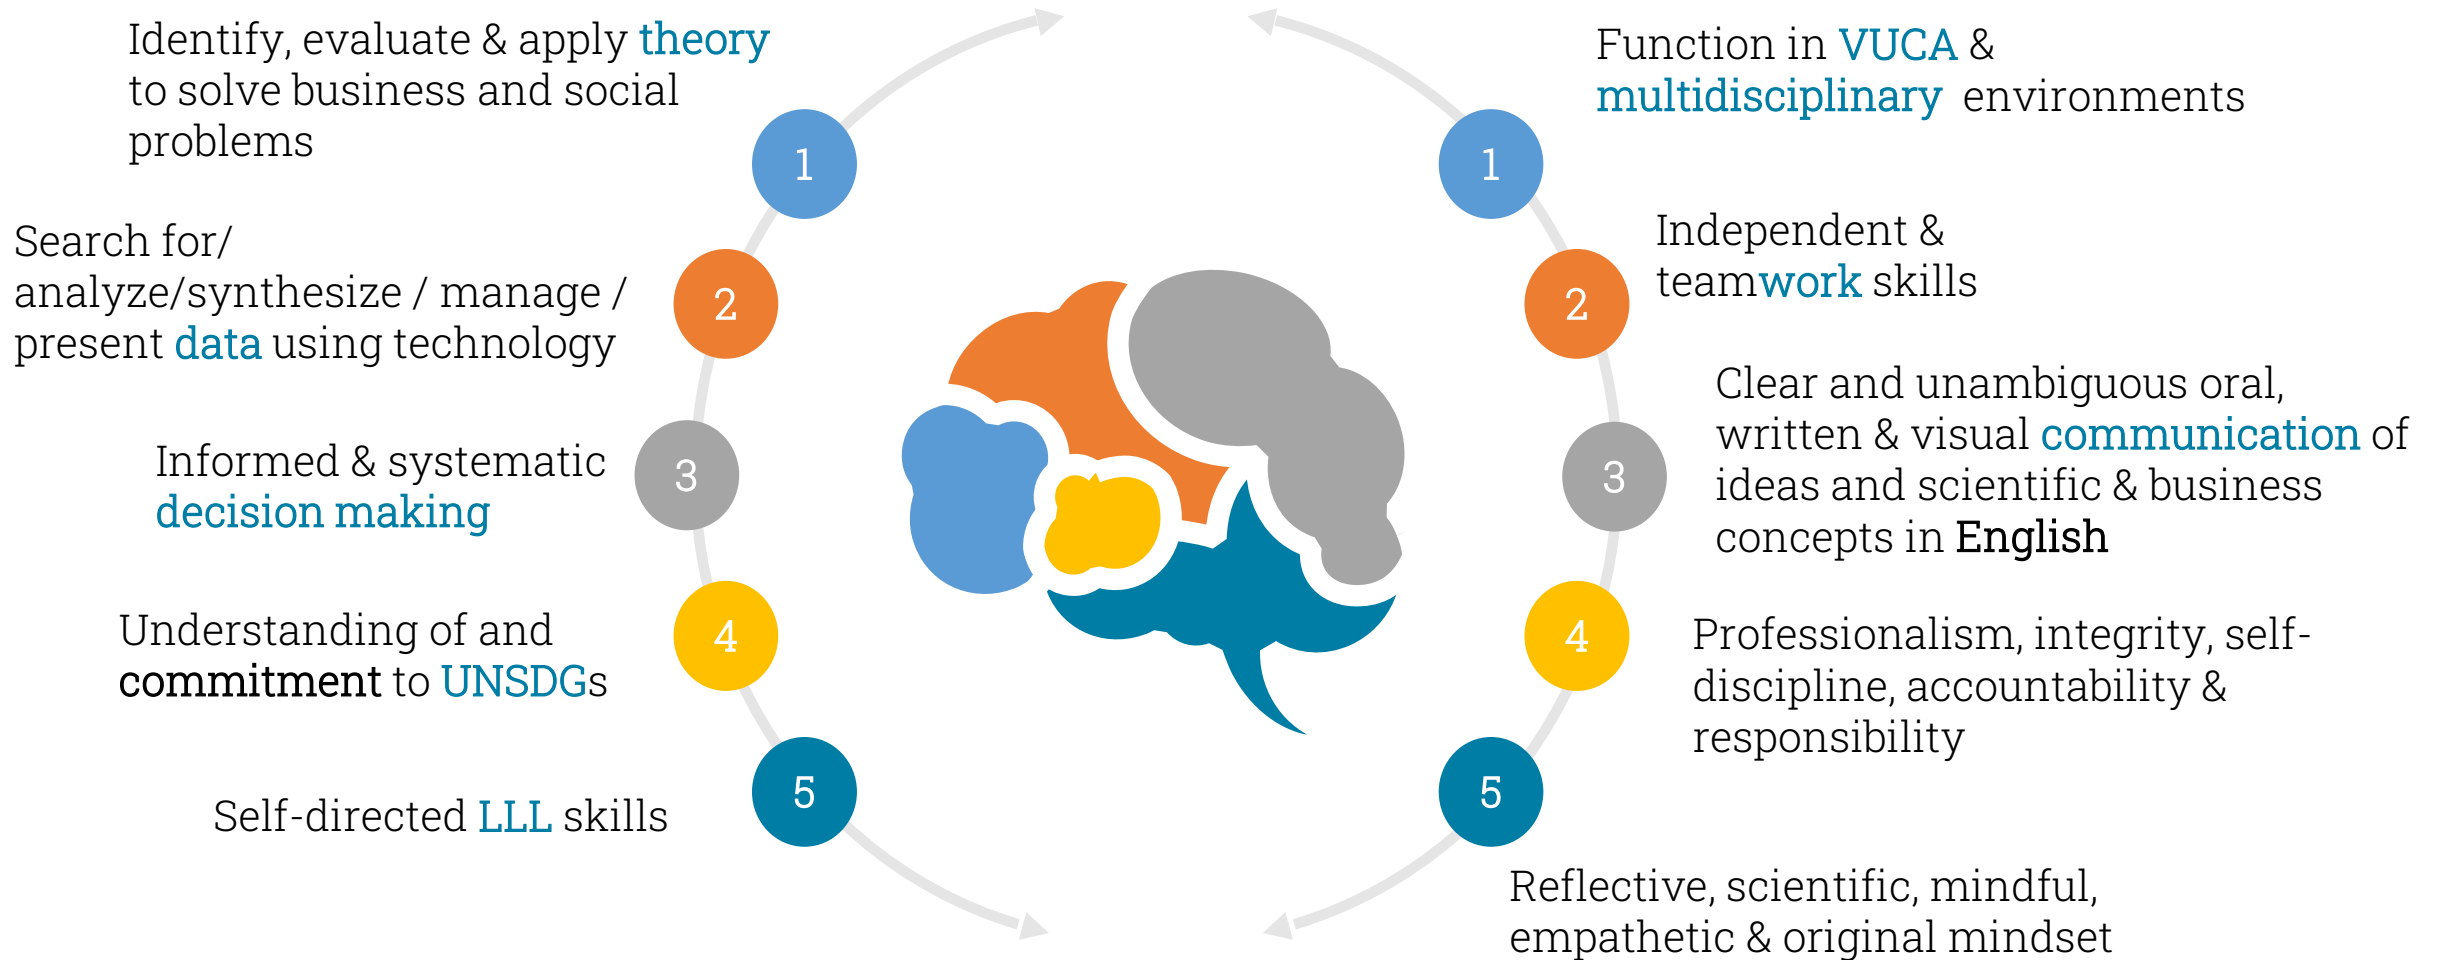 Identify, evaluate & apply theory
to solve business and social
problems
1
Search for/
analyze/synthesize / manage /
present data using technology
2
Informed & systematic
decision making
3
Understanding of and
commitment to UNSDGs
4
Self-directed LLL skills
5
Function in VUCA &
multidisciplinary environments
1
Independent &
teamwork skills
2
Clear and unambiguous oral,
written & visual communication of
ideas and scientific & business
concepts in English
3
Professionalism, integrity, self-
discipline, accountability &
responsibility
4
Reflective, scientific, mindful,
empathetic & original mindset
5